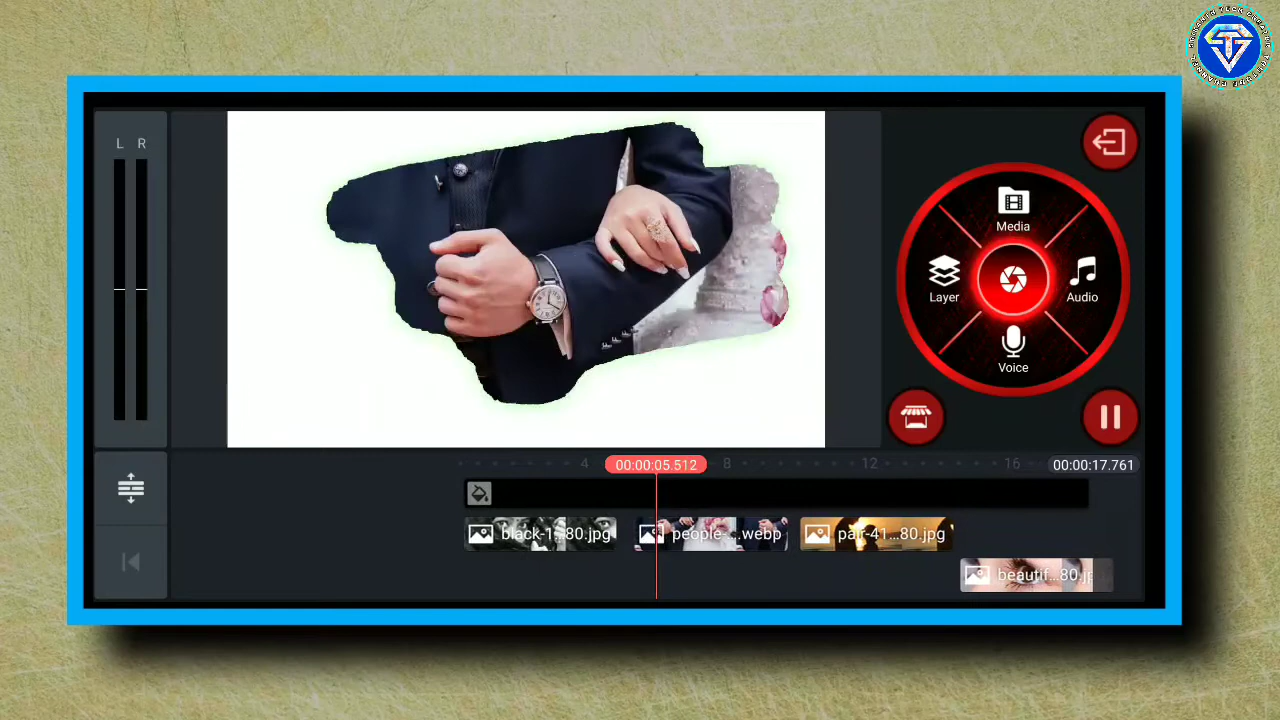 L R
Media
Layer
Audio
Voice
4
00:00:05.512
8
12
16
00:00:17.761
black-1...80.jpg
people-...webp
pair-41...80.jpg
beautif...80.jp